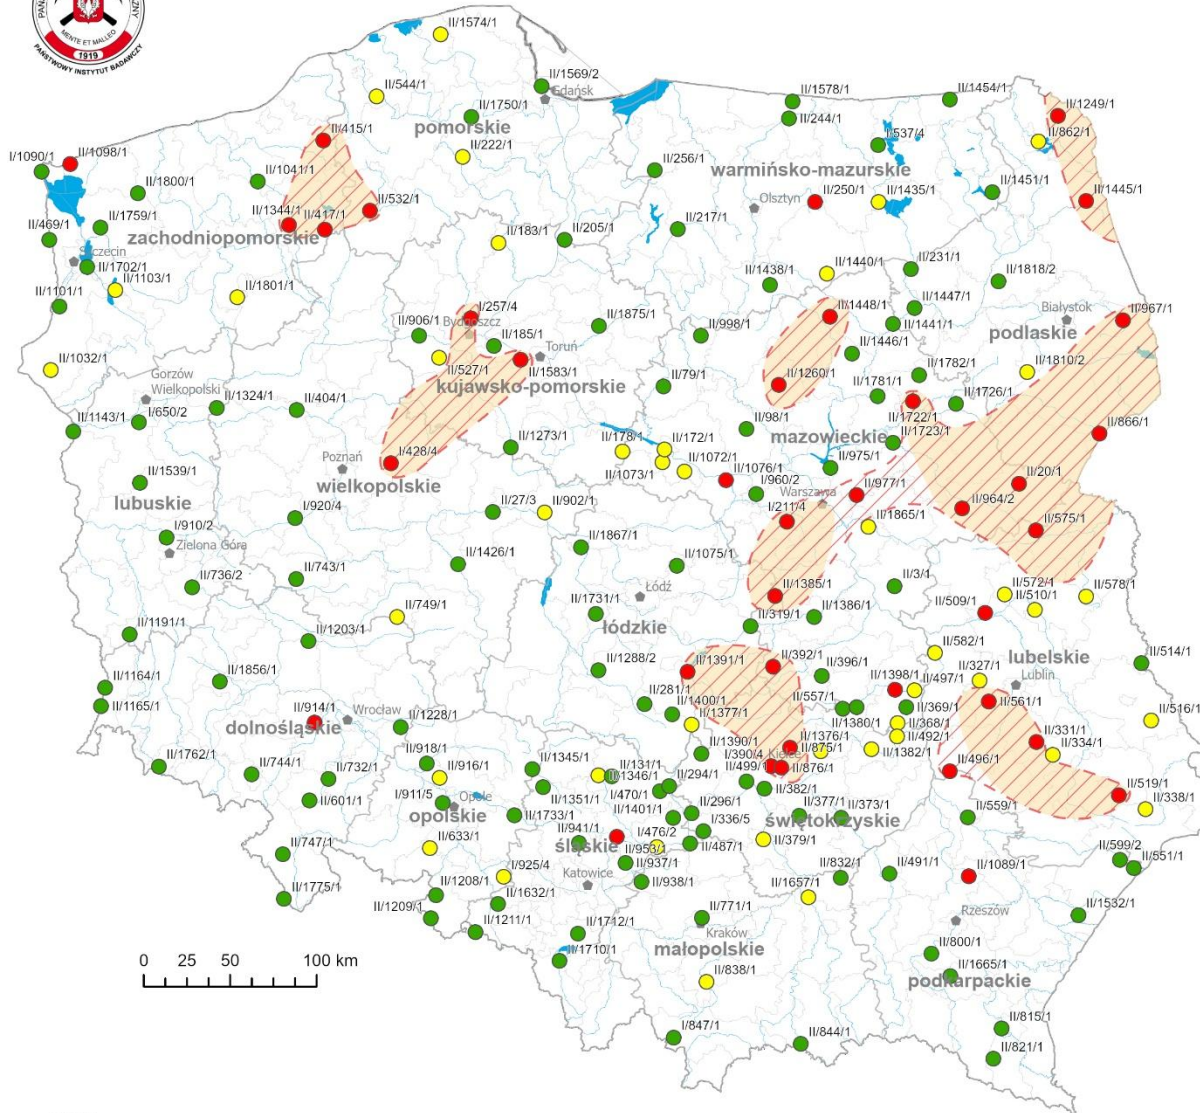 MENTE ET MALLEO
1919
PAŃSTWOWY INSTYTUT BADAWCZY
II/1574/1
II/544/1
II/1569/2
Gdańsk
II/1750/1
pomorskie
II/222/1
II/1578/1
II/244/1
II/1454/1
II/1249/1
II/862/1
I/537/4
II/415/1
I/1090/1
II/1098/1
II/1041/1
II/1800/1
II/256/1
warmińsko-mazurskie
II/250/1
II/1435/1
II/1451/1
II/1445/1
Olsztyn
II/532/1
II/1344/1
II/417/1
II/1759/1
II/469/1
zachodniopomorskie
II/183/1
II/205/1
II/217/1
Szczecin
II/1702/1
II/1103/1
II/1101/1
II/1801/1
II/1438/1
II/1440/1
II/231/1
II/1818/2
I/257/4
Bydgoszcz
II/906/1
II/185/1
II/1875/1
II/998/1
II/1448/1
II/1447/1
II/1441/1
Białystok
II/967/1
podlaskie
II/1446/1
II/1032/1
II/527/1
Toruń
II/1583/1
kujawsko-pomorskie
II/79/1
II/1260/1
II/1782/1
II/1810/2
Gorzów
Wielkopolski
II/1324/1
II/404/1
I/650/2
II/1143/1
II/1781/1
II/1726/1
II/1722/1
II/1723/1
II/98/1
mazowieckie
II/866/1
II/1273/1
II/178/1
II/172/1
II/1072/1
II/1073/1
II/1076/1
II/975/1
I/428/4
Poznań
wielkopolskie
II/1539/1
lubuskie
I/960/2
Warszawa
II/977/1
II/20/1
II/964/2
II/575/1
I/920/4
II/27/3
II/902/1
I/211/4
II/1865/1
I/910/2
Zielona Góra
II/1867/1
II/1075/1
II/1426/1
II/736/2
II/743/1
Łódź
II/1385/1
II/3/1
II/572/1
II/510/1
II/578/1
II/509/1
II/749/1
II/1731/1
łódzkie
II/319/1
II/1386/1
II/1191/1
II/1203/1
II/582/1
lubelskie
II/514/1
II/1288/2
II/1391/1
II/392/1
II/396/1
II/1398/1
II/497/1
II/327/1
Lublin
II/1856/1
II/1164/1
II/1165/1
II/281/1
II/1400/1
II/1377/1
II/557/1
II/1380/1
II/369/1
II/368/1
II/492/1
II/1382/1
II/561/1
II/516/1
II/914/1
Wrocław
dolnośląskie
II/1228/1
II/331/1
II/334/1
II/1376/1
II/875/1
II/1390/1
I/390/4
Kielce
II/499/1
II/876/1
II/496/1
II/1762/1
II/744/1
II/732/1
II/918/1
II/916/1
II/1345/1
II/131/1
II/1346/1
II/294/1
II/382/1
II/519/1
II/338/1
II/601/1
I/911/5
Opole
opolskie
II/1351/1
I/470/1
II/1401/1
II/296/1
II/377/1
II/373/1
świętokrzyskie
II/559/1
II/1733/1
I/336/5
I/476/2
II/941/1
śląskie
II/633/1
II/953/1
II/487/1
II/379/1
II/747/1
II/937/1
II/599/2
II/551/1
I/925/4
Katowice
II/938/1
II/832/1
II/491/1
II/1089/1
II/1775/1
II/1208/1
II/1632/1
II/1209/1
II/1211/1
II/1657/1
II/1532/1
II/771/1
Kraków
małopolskie
Rzeszów
II/1712/1
II/1710/1
II/800/1
II/1665/1
podkarpackie
II/838/1
0 25 50 100 km
I/847/1
II/844/1
II/815/1
II/821/1